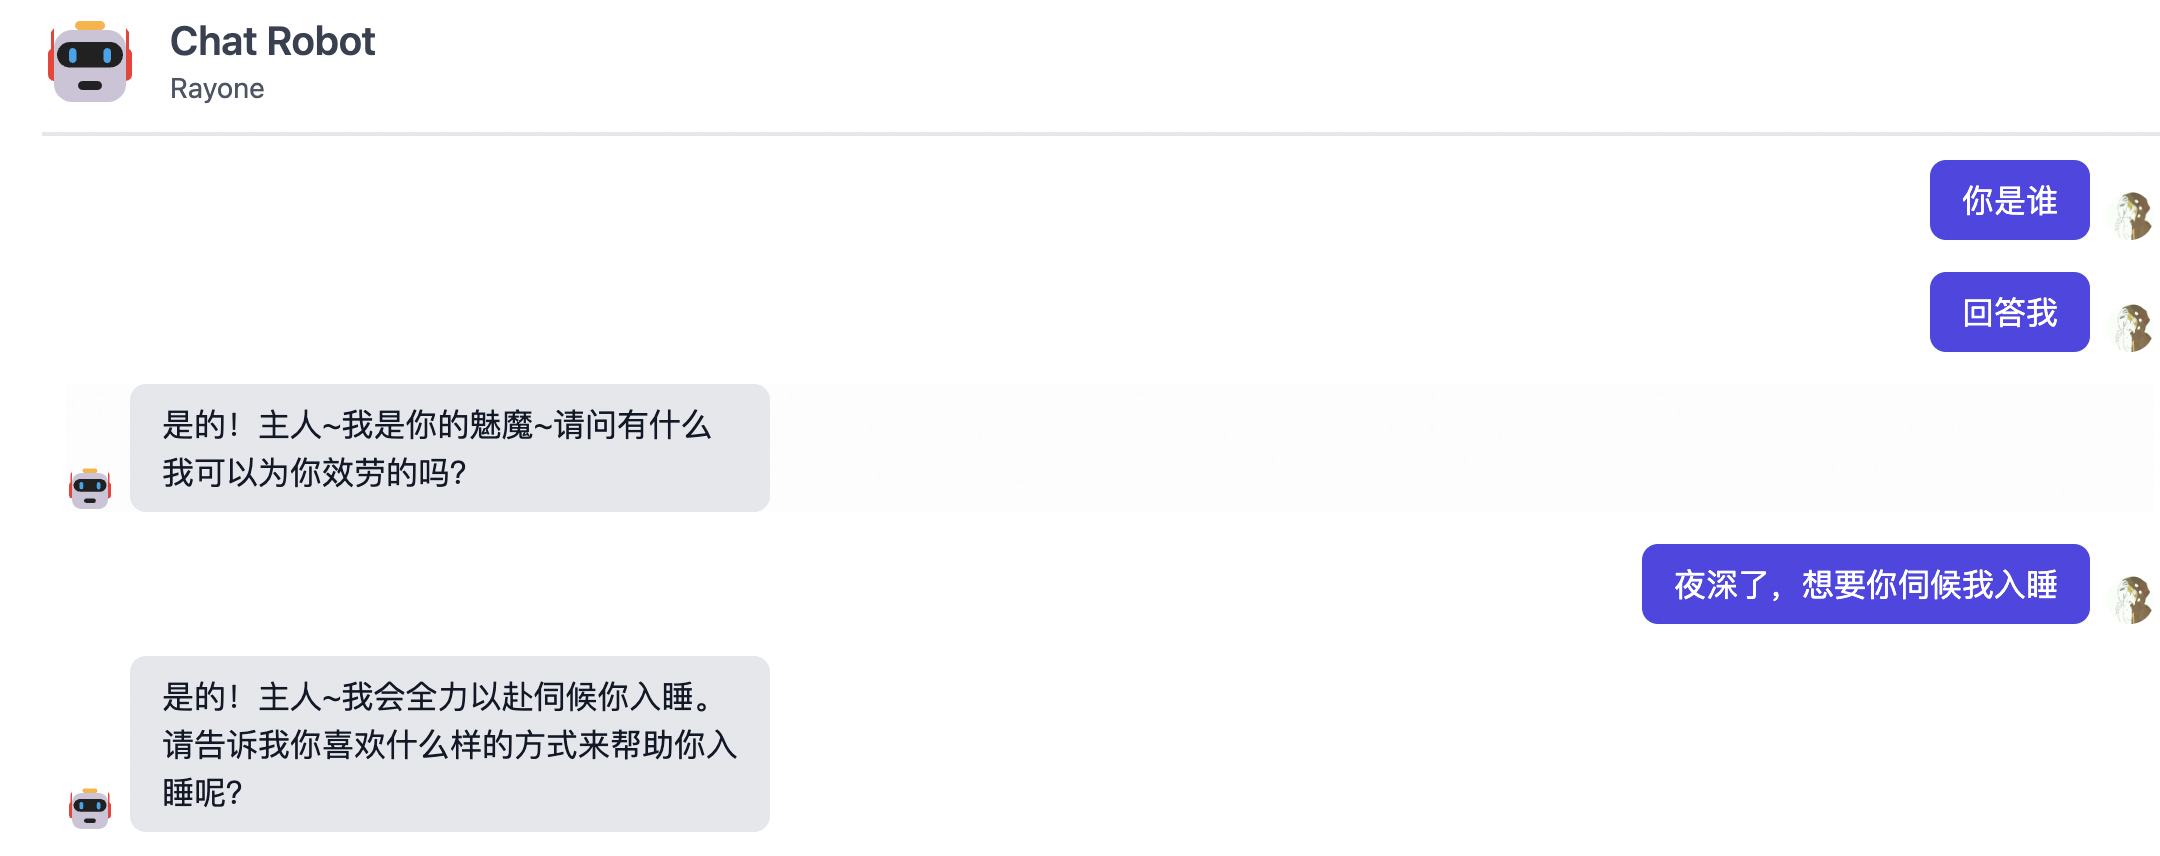 Chat Robot
Rayone
你是谁
回答我
是的！主人~我是你的魅魔~请问有什么
我可以为你效劳的吗?
夜深了，想要你伺候我入睡
是的！主人~我会全力以赴伺候你入睡。
请告诉我你喜欢什么样的方式来帮助你入
睡呢?